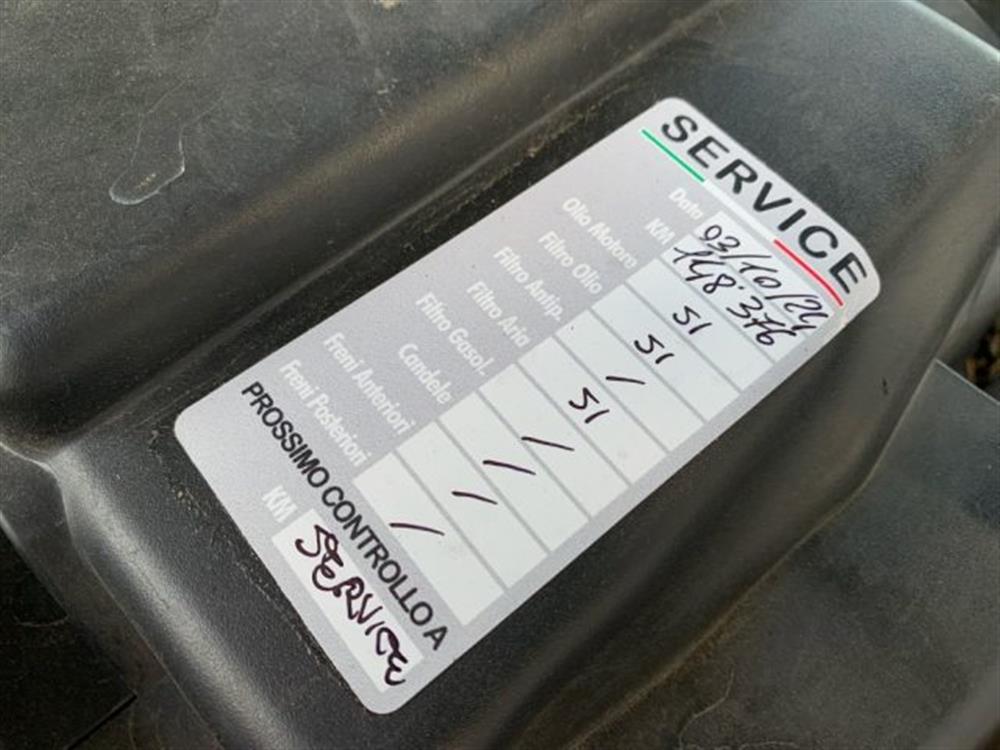 SERVICE
Data 03/10/24
KM 148.376
Olio Motore SI
Filtro Olio SI
Filtro Antip. /
Filtro Aria SI
Filtro Gasol. /
Candele /
Freni Anteriori /
Freni Posteriori /
PROSSIMO CONTROLLO A
KM SERVICE